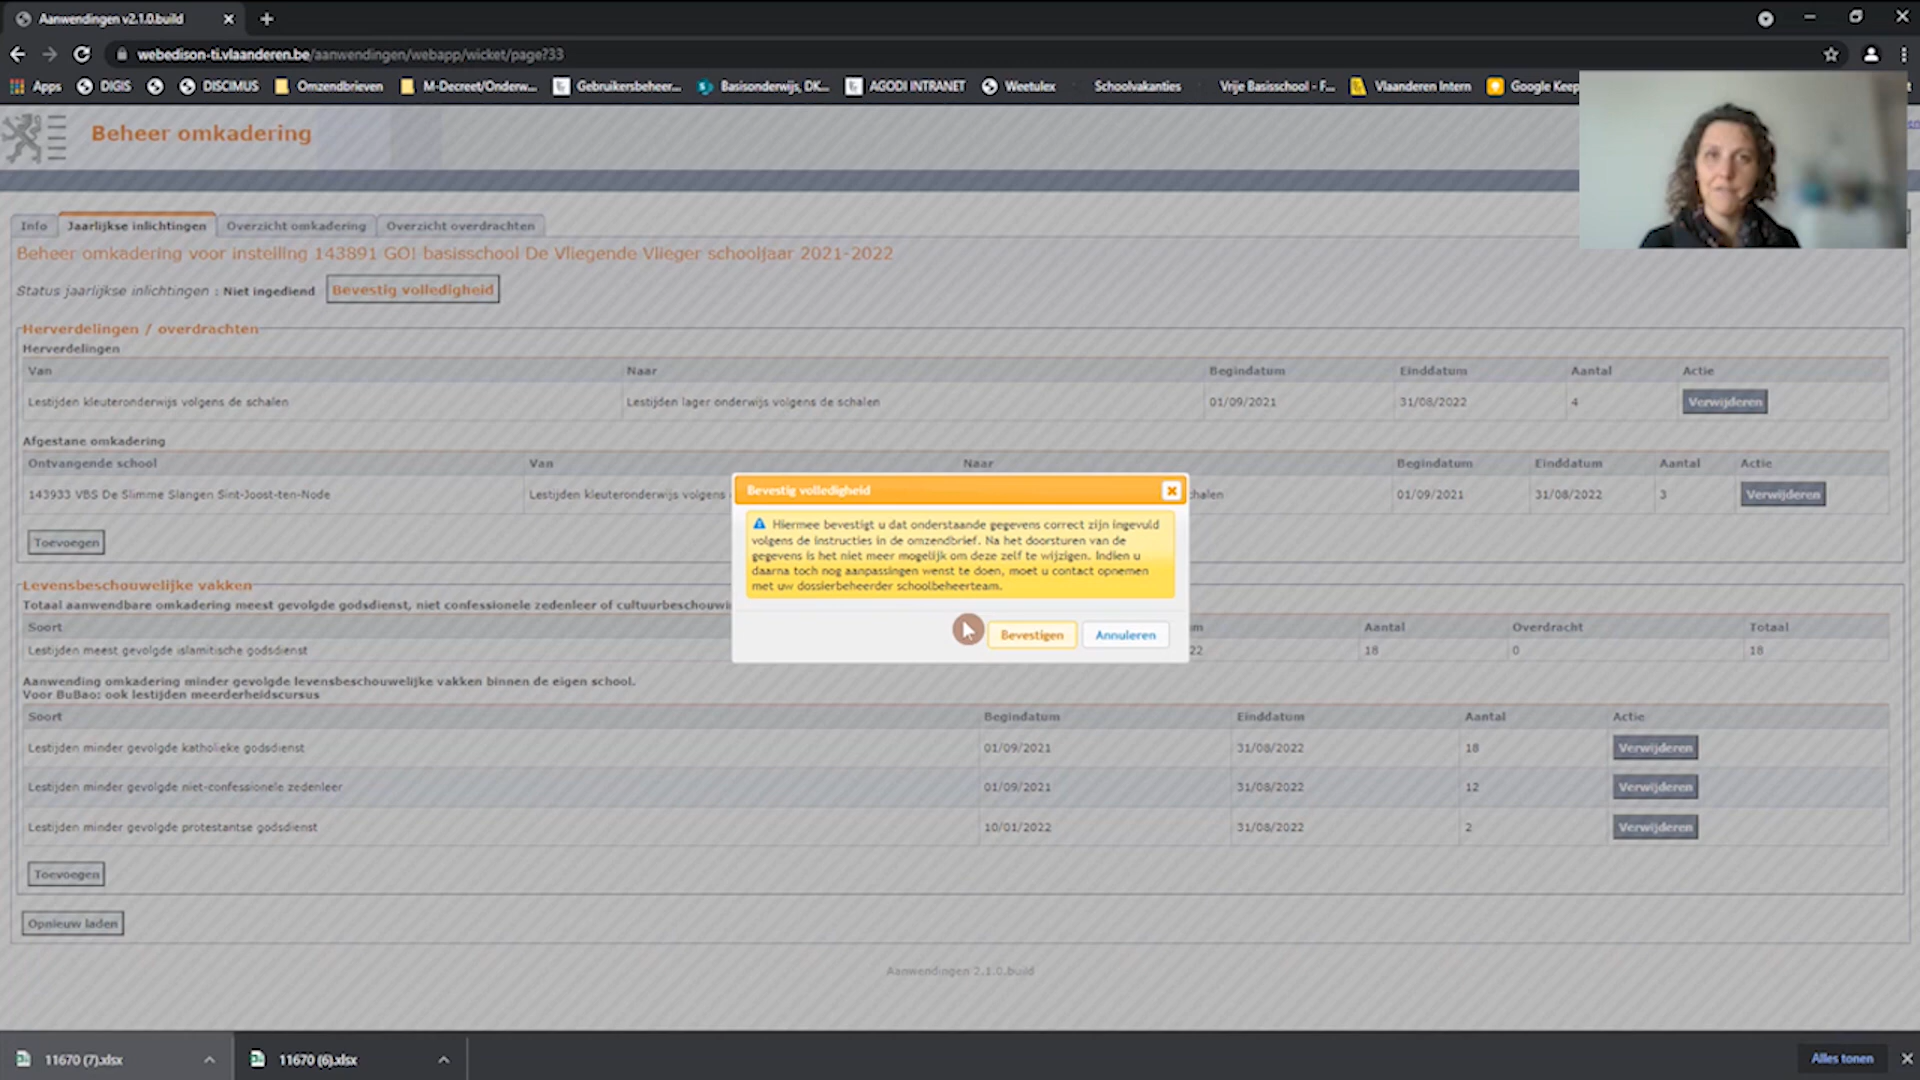 Aanwendingen v2.1.0.build
webedison-ti.vlaanderen.be/aanwendingen/webapp/wicket/page?33
Apps DIGIS DISCIMUS Omzendbrieven M-Decreet/Onderw... Gebruikersbeheer... Basisonderwijs, DK... AGODI INTRANET Weetulex Schoolvakanties Vrije Basisschool - F... Vlaanderen Intern Google Keep
Beheer omkadering
Info Jaarlijkse inlichtingen Overzicht omkadering Overzicht overdrachten
Beheer omkadering voor instelling 143891 GO! basisschool De Vliegende Vlieger schooljaar 2021-2022
Status jaarlijkse inlichtingen : Niet ingediend Bevestig volledigheid
Herverdelingen / overdrachten
Herverdelingen
Van Naar Begindatum Einddatum Aantal Actie
Lestijden kleuteronderwijs volgens de schalen Lestijden lager onderwijs volgens de schalen 01/09/2021 31/08/2022 4 Verwijderen
Afgestane omkadering
Ontvangende school Van Naar Begindatum Einddatum Aantal Actie
143933 VBS De Slimme Slangen Sint-Joost-ten-Node Lestijden kleuteronderwijs volgens halen 01/09/2021 31/08/2022 3 Verwijderen
Toevoegen
Bevestig volledigheid
Hiermee bevestigt u dat onderstaande gegevens correct zijn ingevuld
volgens de instructies in de omzendbrief. Na het doorsturen van de
gegevens is het niet meer mogelijk om deze zelf te wijzigen. Indien u
daarna toch nog aanpassingen wenst te doen, moet u contact opnemen
met uw dossierbeheerder schoolbeheerteam.
Bevestigen Annuleren
Levensbeschouwelijke vakken
Totaal aanwendbare omkadering meest gevolgde godsdienst, niet confessionele zedenleer of cultuurbeschouwi
Soort um Aantal Overdracht Totaal
Lestijden meest gevolgde islamitische godsdienst 22 18 0 18
Aanwending omkadering minder gevolgde levensbeschouwelijke vakken binnen de eigen school.
Voor BuBao: ook lestijden meerderheidscursus
Soort Begindatum Einddatum Aantal Actie
Lestijden minder gevolgde katholieke godsdienst 01/09/2021 31/08/2022 18 Verwijderen
Lestijden minder gevolgde niet-confessionele zedenleer 01/09/2021 31/08/2022 12 Verwijderen
Lestijden minder gevolgde protestantse godsdienst 10/01/2022 31/08/2022 2 Verwijderen
Toevoegen
Opnieuw laden
Aanwendingen 2.1.0.build
11670 (7).xlsx 11670 (6).xlsx Alles tonen